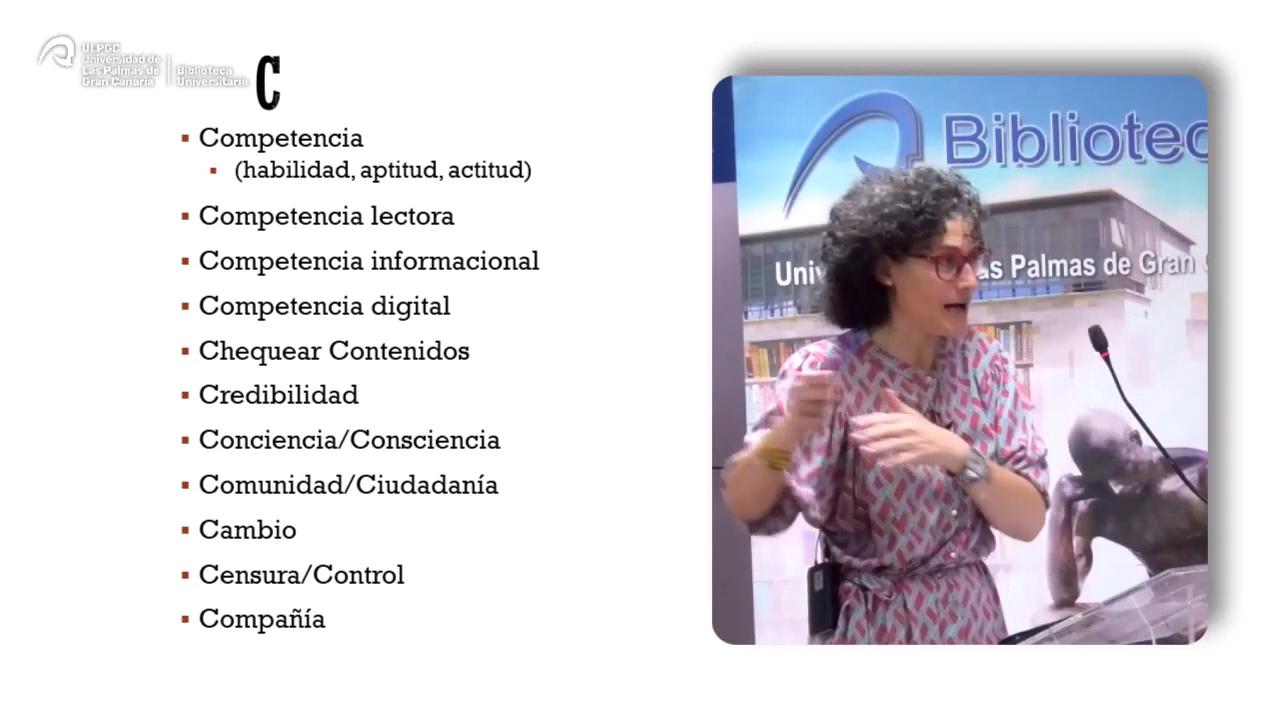 ULPGC
Universidad de
Las Palmas de
Gran Canaria
Biblioteca
Universitaria
C
▪ Competencia
▪ (habilidad, aptitud, actitud)
▪ Competencia lectora
▪ Competencia informacional
▪ Competencia digital
▪ Chequear Contenidos
▪ Credibilidad
▪ Conciencia/Consciencia
▪ Comunidad/Ciudadanía
▪ Cambio
▪ Censura/Control
▪ Compañía
Bibliotec
Univ as Palmas de Gran